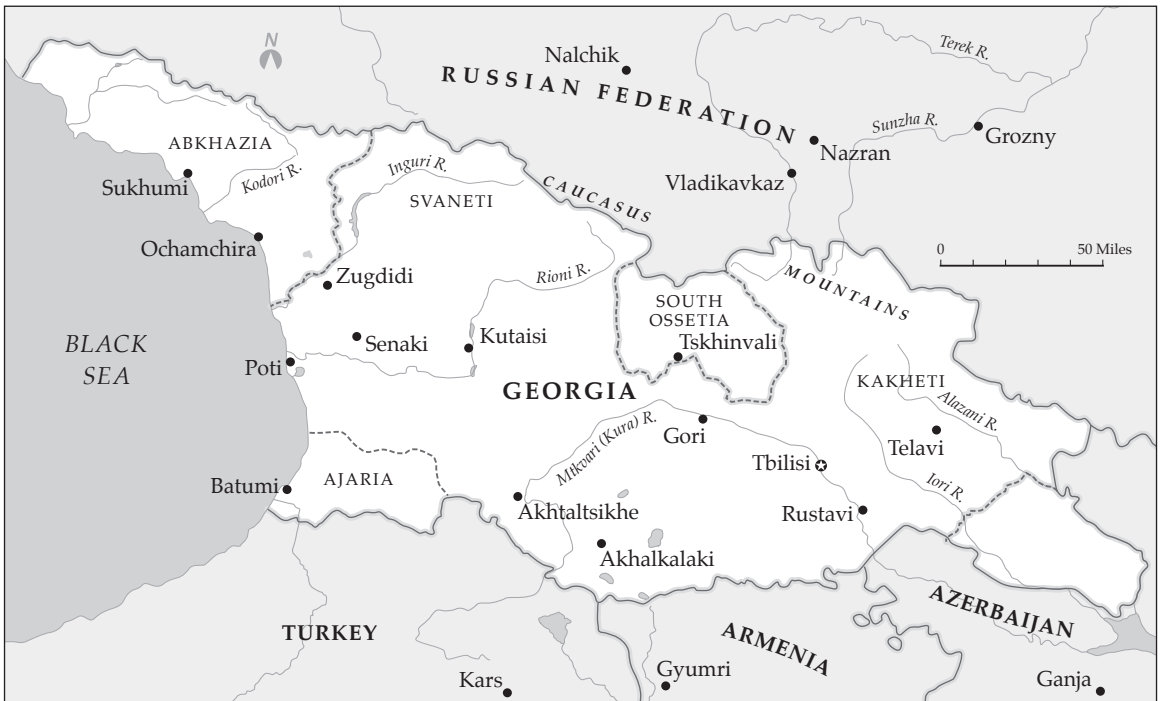 N
Nalchik
Terek R.
RUSSIAN FEDERATION
Sunzha R.
Grozny
Nazran
ABKHAZIA
Inguri R.
Vladikavkaz
Sukhumi
Kodori R.
SVANETI
CAUCASUS
Ochamchira
0 50 Miles
Zugdidi
Rioni R.
MOUNTAINS
SOUTH
OSSETIA
BLACK
SEA
Senaki
Kutaisi
Tskhinvali
Poti
GEORGIA
KAKHETI
Alazani R.
Mtkvari (Kura) R.
Gori
Telavi
Tbilisi
Batumi
AJARIA
Iori R.
Akhtaltsikhe
Rustavi
Akhalkalaki
AZERBAIJAN
TURKEY
ARMENIA
Kars
Gyumri
Ganja